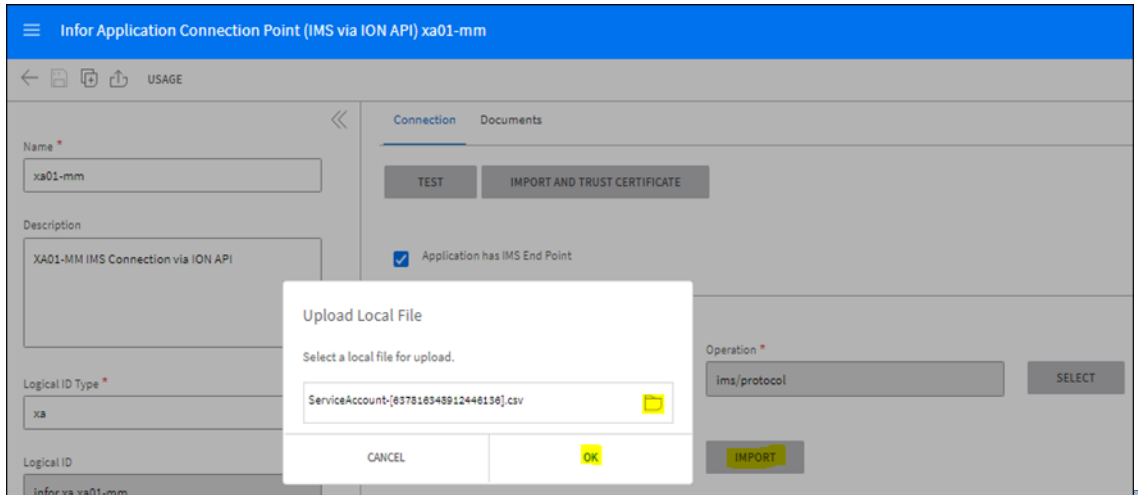 Infor Application Connection Point (IMS via ION API) xa01-mm
USAGE
Name *
xa01-mm
Description
XA01-MM IMS Connection via ION API
Logical ID Type *
xa
Logical ID
infor.xa.xa01-mm
Connection Documents
TEST IMPORT AND TRUST CERTIFICATE
Application has IMS End Point
Operation *
ims/protocol SELECT
IMPORT
Upload Local File
Select a local file for upload.
ServiceAccount-[637816348912446136].csv
CANCEL OK